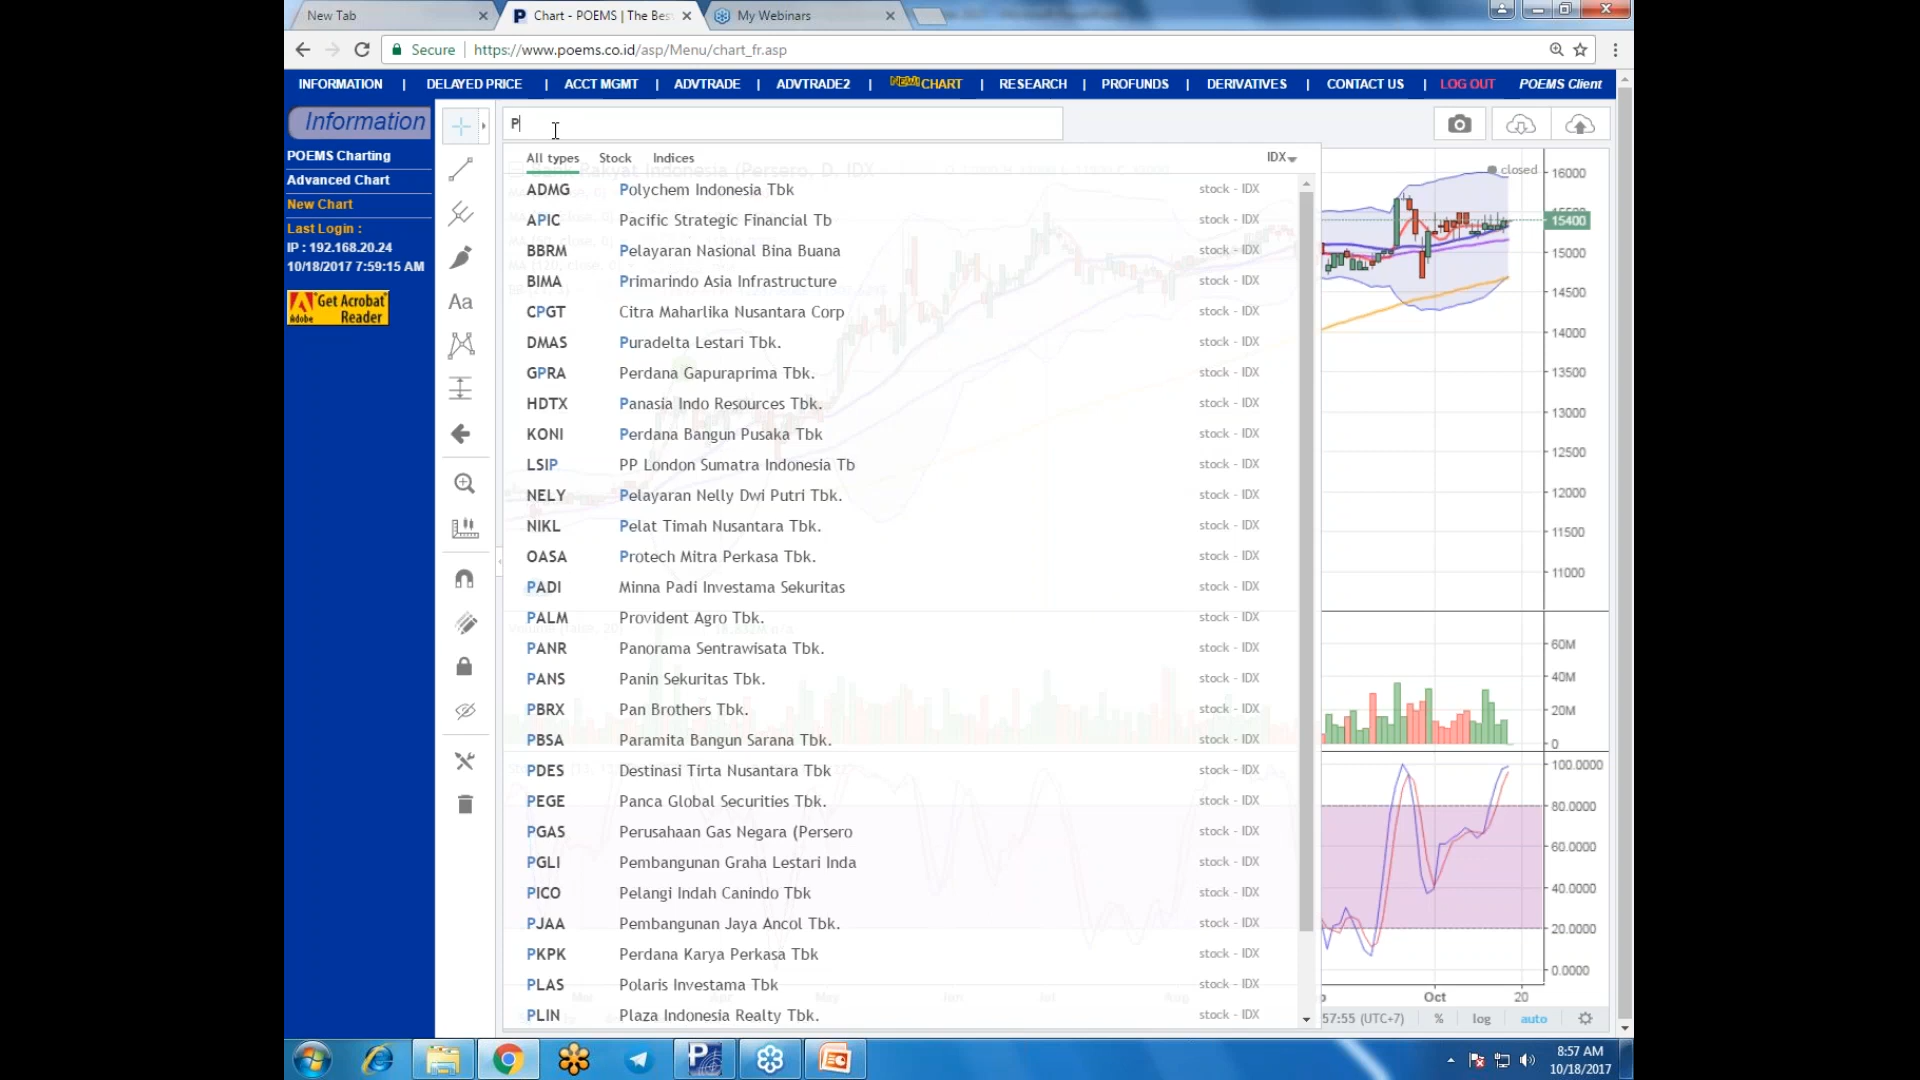 New Tab
Chart - POEMS | The Bes
My Webinars
Secure | https://www.poems.co.id/asp/Menu/chart_fr.asp
INFORMATION | DELAYED PRICE | ACCT MGMT | ADVTRADE | ADVTRADE2 | NEW! CHART | RESEARCH | PROFUNDS | DERIVATIVES | CONTACT US | LOG OUT POEMS Client
Information
POEMS Charting
Advanced Chart
New Chart
Last Login :
IP : 192.168.20.24
10/18/2017 7:59:15 AM
Get Acrobat
Adobe Reader
Aa
P
All types Stock Indices IDX
Rakyat Indonesia (Persero, D, IDX
ADMG Polychem Indonesia Tbk stock - IDX
APIC Pacific Strategic Financial Tb stock - IDX
BBRM Pelayaran Nasional Bina Buana stock - IDX
BIMA Primarindo Asia Infrastructure stock - IDX
CPGT Citra Maharlika Nusantara Corp stock - IDX
DMAS Puradelta Lestari Tbk. stock - IDX
GPRA Perdana Gapuraprima Tbk. stock - IDX
HDTX Panasia Indo Resources Tbk. stock - IDX
KONI Perdana Bangun Pusaka Tbk stock - IDX
LSIP PP London Sumatra Indonesia Tb stock - IDX
NELY Pelayaran Nelly Dwi Putri Tbk. stock - IDX
NIKL Pelat Timah Nusantara Tbk. stock - IDX
OASA Protech Mitra Perkasa Tbk. stock - IDX
PADI Minna Padi Investama Sekuritas stock - IDX
PALM Provident Agro Tbk. stock - IDX
PANR Panorama Sentrawisata Tbk. stock - IDX
PANS Panin Sekuritas Tbk. stock - IDX
PBRX Pan Brothers Tbk. stock - IDX
PBSA Paramita Bangun Sarana Tbk. stock - IDX
PDES Destinasi Tirta Nusantara Tbk stock - IDX
PEGE Panca Global Securities Tbk. stock - IDX
PGAS Perusahaan Gas Negara (Persero stock - IDX
PGLI Pembangunan Graha Lestari Inda stock - IDX
PICO Pelangi Indah Canindo Tbk stock - IDX
PJAA Pembangunan Jaya Ancol Tbk. stock - IDX
PKPK Perdana Karya Perkasa Tbk stock - IDX
PLAS Polaris Investama Tbk stock - IDX
PLIN Plaza Indonesia Realty Tbk. stock - IDX
closed
16000
15400
15000
14500
14000
13500
13000
12500
12000
11500
11000
60M
40M
20M
0
100.0000
80.0000
60.0000
40.0000
20.0000
0.0000
Mar Apr May Jun Jul Aug Oct 20
57:55 (UTC+7) % log auto
8:57 AM
10/18/2017